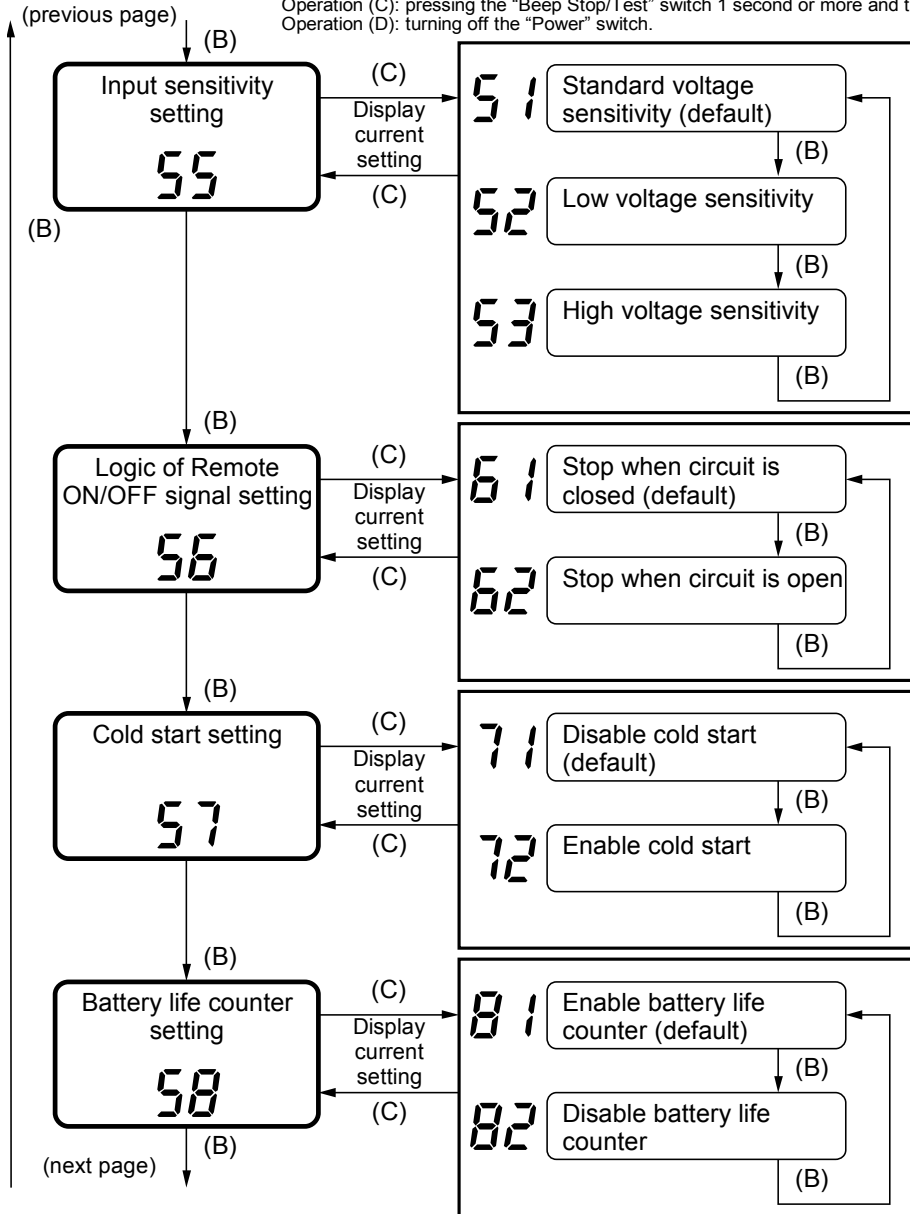 Operation (C): pressing the “Beep Stop/Test” switch 1 second or more and t
Operation (D): turning off the “Power” switch.
(previous page)
(B)
Input sensitivity
setting
55
(C)
Display
current
setting
(C)
51
Standard voltage
sensitivity (default)
(B)
52
Low voltage sensitivity
(B)
53
High voltage sensitivity
(B)
(B)
(B)
Logic of Remote
ON/OFF signal setting
56
(C)
Display
current
setting
(C)
61
Stop when circuit is
closed (default)
(B)
62
Stop when circuit is open
(B)
(B)
Cold start setting
57
(C)
Display
current
setting
(C)
71
Disable cold start
(default)
(B)
72
Enable cold start
(B)
(B)
Battery life counter
setting
58
(C)
Display
current
setting
(C)
81
Enable battery life
counter (default)
(B)
82
Disable battery life
counter
(B)
(B)
(next page)